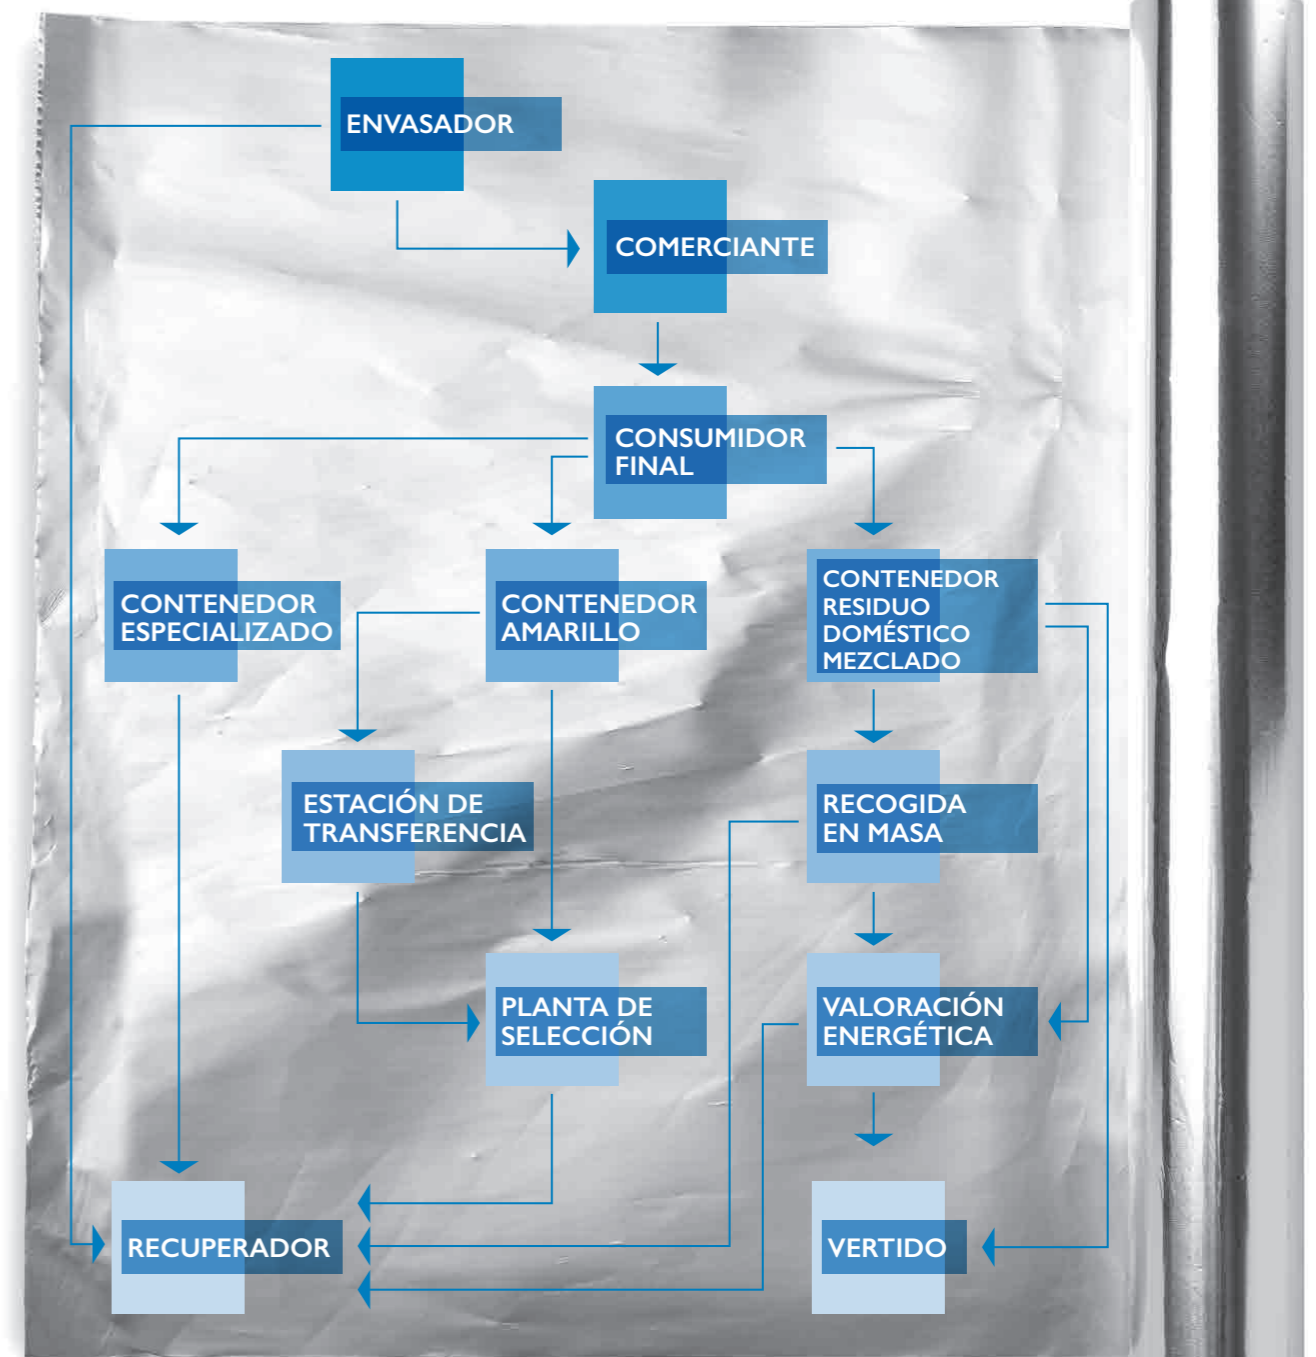 ENVASADOR
COMERCIANTE
CONSUMIDOR
FINAL
CONTENEDOR
ESPECIALIZADO
CONTENEDOR
AMARILLO
CONTENEDOR
RESIDUO
DOMÉSTICO
MEZCLADO
ESTACIÓN DE
TRANSFERENCIA
RECOGIDA
EN MASA
PLANTA DE
SELECCIÓN
VALORACIÓN
ENERGÉTICA
RECUPERADOR
VERTIDO